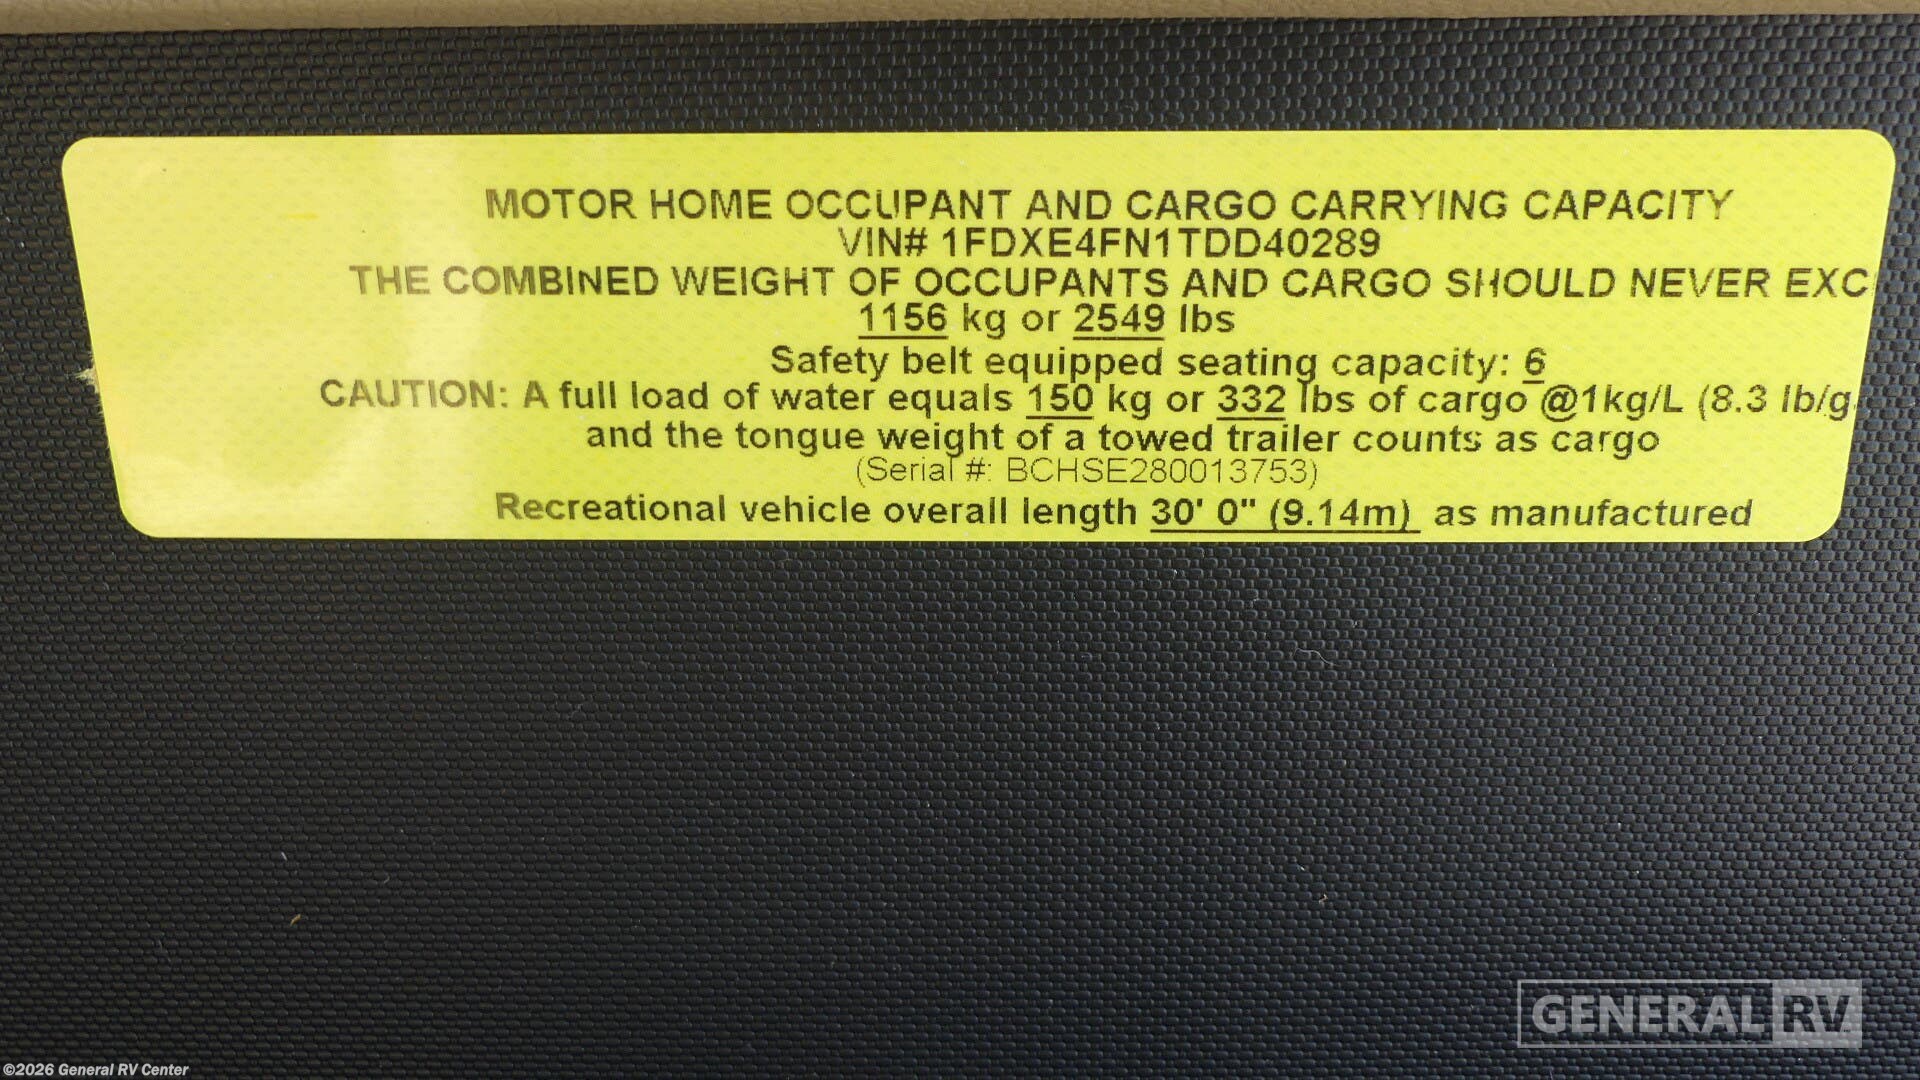 MOTOR HOME OCCUPANT AND CARGO CARRYING CAPACITY
VIN# 1FDXE4FN1TDD40289
THE COMBINED WEIGHT OF OCCUPANTS AND CARGO SHOULD NEVER EXC
1156 kg or 2549 lbs
Safety belt equipped seating capacity: 6
CAUTION: A full load of water equals 150 kg or 332 lbs of cargo @1kg/L (8.3 lb/g
and the tongue weight of a towed trailer counts as cargo
(Serial #: BCHSE280013753)
Recreational vehicle overall length 30' 0" (9.14m) as manufactured
GENERAL RV
©2026 General RV Center